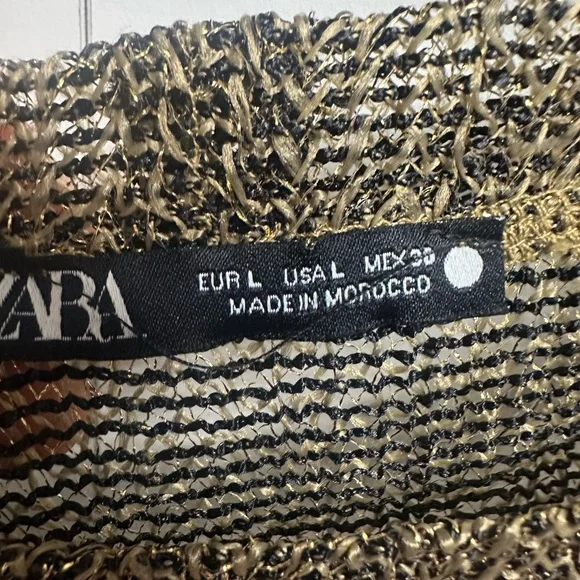 ZARA
EUR L USA L MEX 30
MADE IN MOROCCO